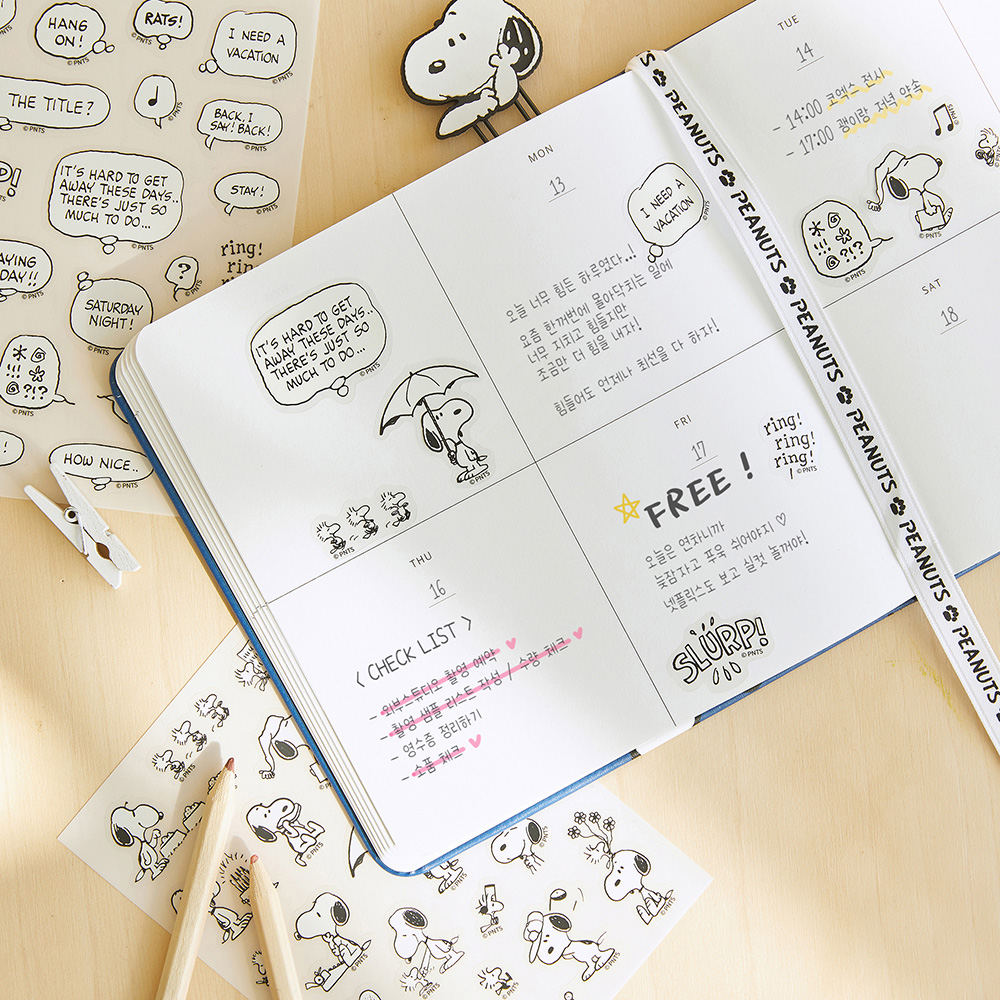 HANG
ON!
© PNTS
RATS!
© PNTS
I NEED A
VACATION
© PNTS
THE TITLE?
© PNTS
© PNTS
BACK, I
SAY! BACK!
© PNTS
IT'S HARD TO GET
AWAY THESE DAYS..
THERE'S JUST SO
MUCH TO DO...
© PNTS
STAY!
© PNTS
ring!
?
© PNTS
SATURDAY
NIGHT!
© PNTS
!!!
?!?
© PNTS
HOW NICE..
© PNTS
IT'S HARD TO GET
AWAY THESE DAYS..
THERE'S JUST SO
MUCH TO DO...
© PNTS
© PNTS
© PNTS
MON
13
I NEED A
VACATION
© PNTS
오늘 너무 힘든 하루였다..!
요즘 한꺼번에 몰아닥치는 일에
너무 지치고 힘들지만
조금만 더 힘을 내자!
힘들어도 언제나 최선을 다 하자!
TUE
14
- 14:00 코엑스 전시
- 17:00 쾡이랑 저녁 약속
© PNTS
!!!
?!?
© PNTS
THU
16
< CHECK LIST >
- 외부스튜디오 촬영 예약
- 촬영 샘플 리스트 작성 / 수량 체크
- 영수증 정리하기
- 소품 체크
FRI
17
FREE !
ring!
ring!
ring!
!
© PNTS
오늘은 연차니까
늦잠자고 푸욱 쉬어야지
넷플릭스도 보고 실컷 놀꺼야!
SLURP!
© PNTS
SAT
18
PEANUTS
PEANUTS
PEANUTS
PEANUTS
PEANUTS
PEANUTS